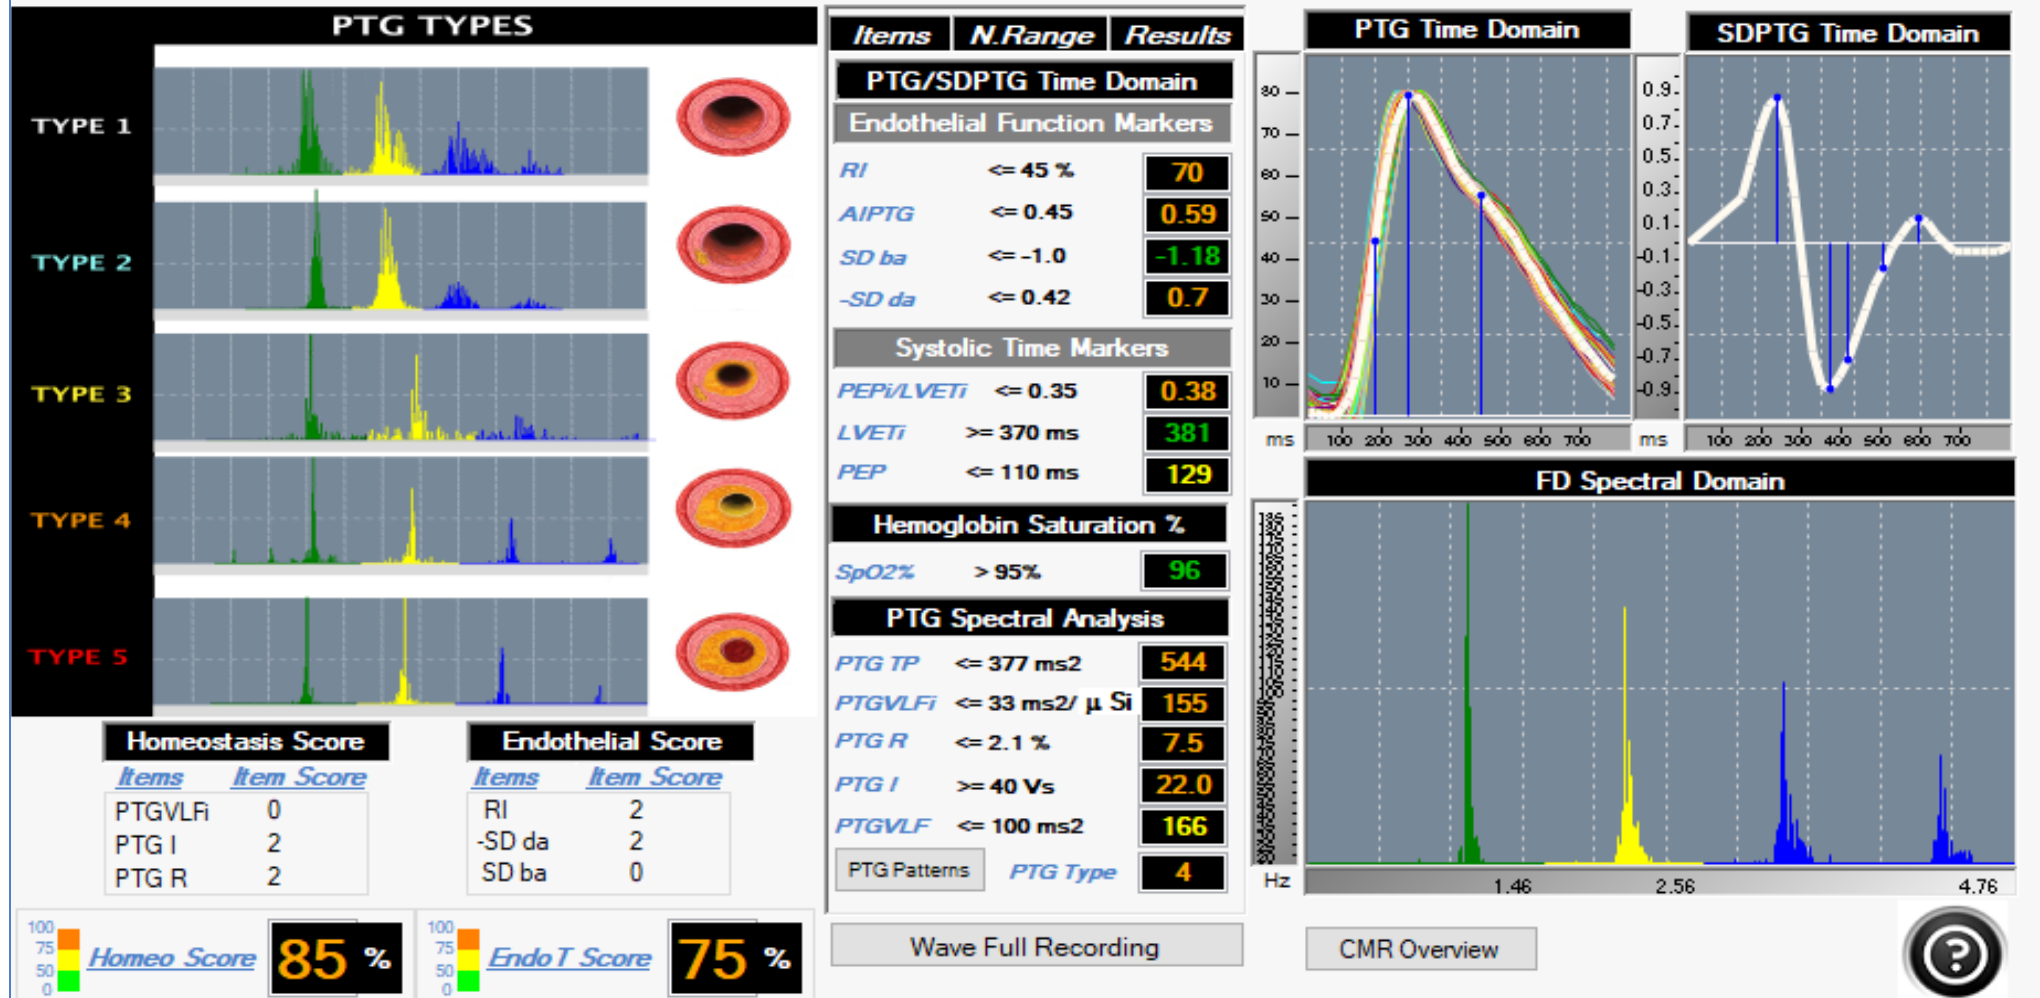 PTG TYPES
TYPE 1
TYPE 2
TYPE 3
TYPE 4
TYPE 5
Homeostasis Score
Items Item Score
PTGVLFi 0
PTG I 2
PTG R 2
Endothelial Score
Items Item Score
RI 2
-SD da 2
SD ba 0
100
75
50
0
Homeo Score 85 %
100
75
50
0
EndoT Score 75 %
Items N.Range Results
PTG/SDPTG Time Domain
Endothelial Function Markers
RI <= 45 % 70
AIPTG <= 0.45 0.59
SD ba <= -1.0 -1.18
-SD da <= 0.42 0.7
Systolic Time Markers
PEPi/LVETi <= 0.35 0.38
LVETi >= 370 ms 381
PEP <= 110 ms 129
Hemoglobin Saturation %
SpO2% > 95% 96
PTG Spectral Analysis
PTG TP <= 377 ms2 544
PTGVLFi <= 33 ms2/ μ Si 155
PTG R <= 2.1 % 7.5
PTG I >= 40 Vs 22.0
PTGVLF <= 100 ms2 166
PTG Patterns PTG Type 4
Wave Full Recording
PTG Time Domain
80
70
60
50
40
30
20
10
ms 100 200 300 400 500 600 700
SDPTG Time Domain
0.9
0.7
0.5
0.3
0.1
-0.1
-0.3
-0.5
-0.7
-0.9
ms 100 200 300 400 500 600 700
FD Spectral Domain
Hz 1.46 2.56 4.76
CMR Overview
?